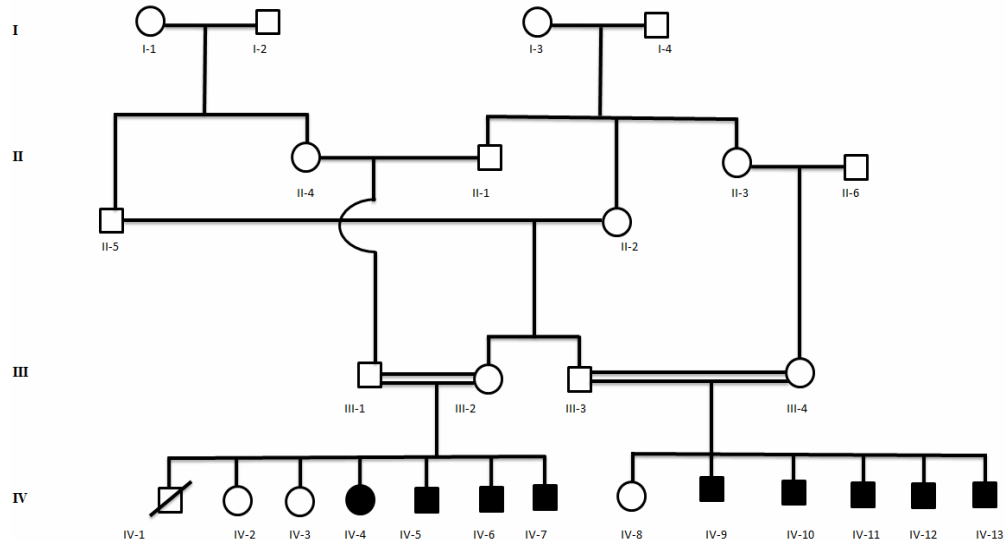 I
I-1 I-2 I-3 I-4
II
II-4 II-1 II-3 II-6
II-5 II-2
III
III-1 III-2 III-3 III-4
IV
IV-1 IV-2 IV-3 IV-4 IV-5 IV-6 IV-7 IV-8 IV-9 IV-10 IV-11 IV-12 IV-13